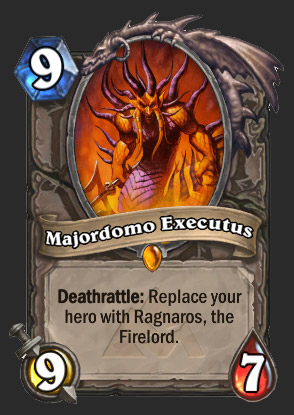 9
Majordomo Executus
Deathrattle: Replace your
hero with Ragnaros, the
Firelord.
9
7